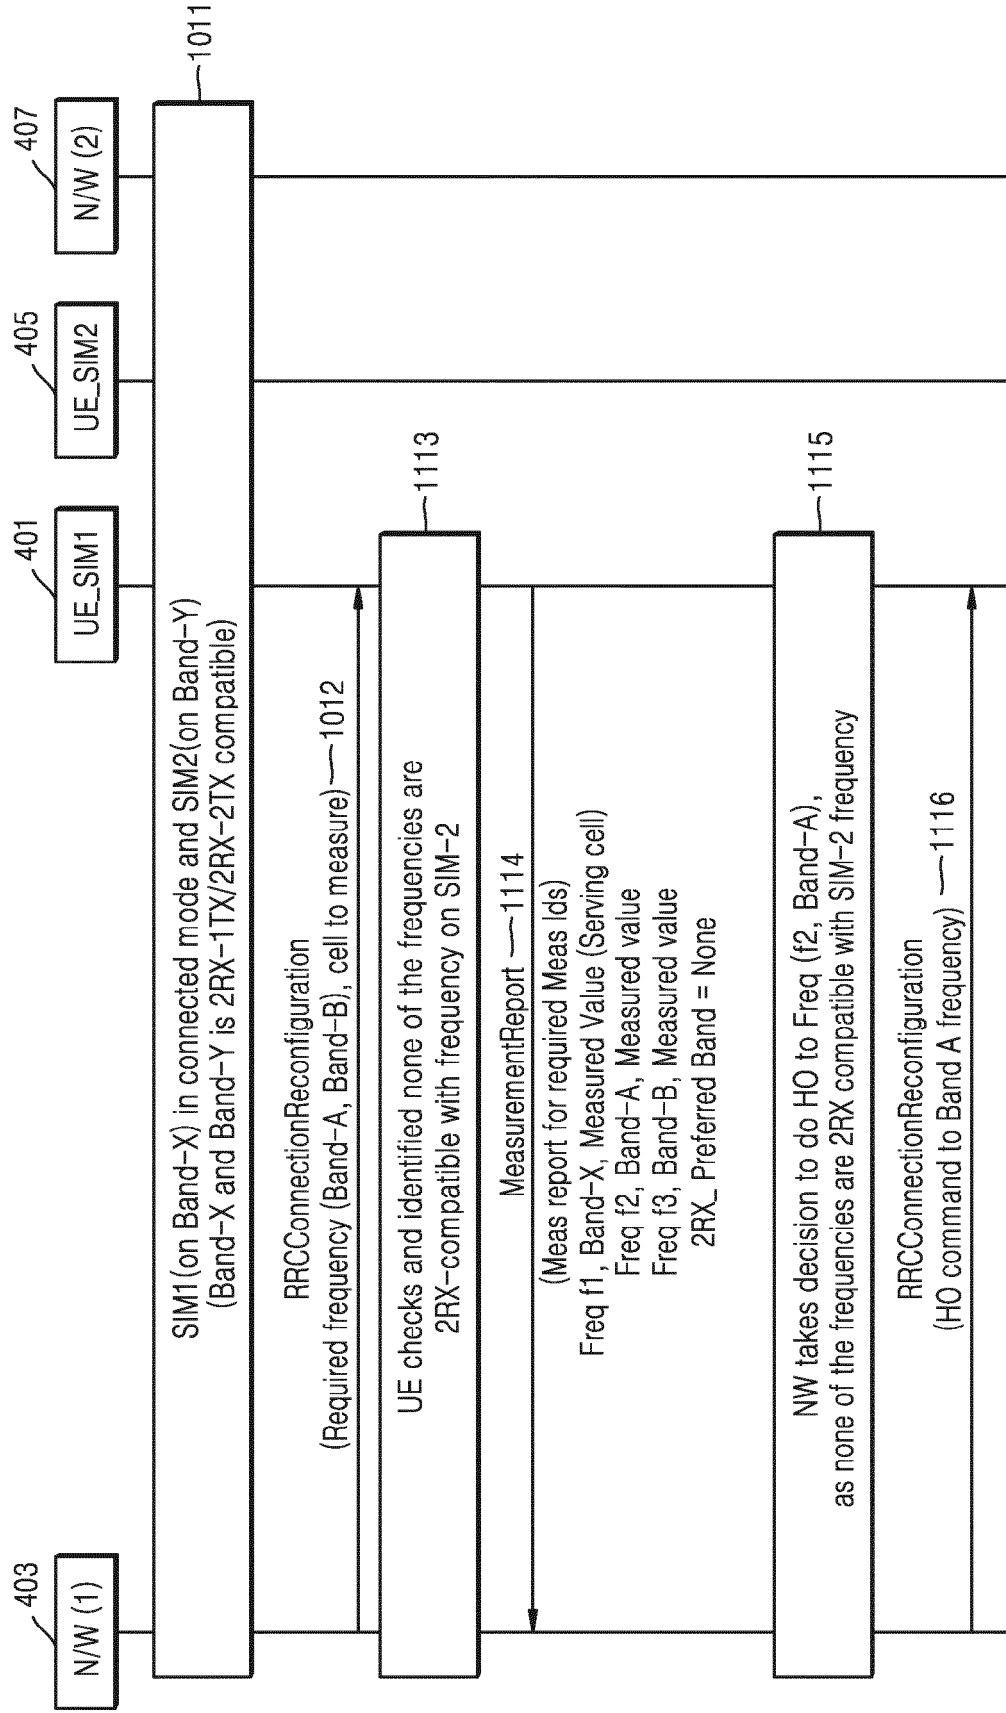 403
N/W (1)
401
UE_SIM1
405
UE_SIM2
407
N/W (2)
SIM1(on Band-X) in connected mode and SIM2(on Band-Y)
(Band-X and Band-Y is 2RX-1TX/2RX-2TX compatible)
1011
RRCConnectionReconfiguration
(Required frequency (Band-A, Band-B), cell to measure)
1012
UE checks and identified none of the frequencies are
2RX-compatible with frequency on SIM-2
1113
MeasurementReport
1114
(Meas report for required Meas Ids)
Freq f1, Band-X, Measured Value (Serving cell)
Freq f2, Band-A, Measured value
Freq f3, Band-B, Measured value
2RX_Preferred Band = None
NW takes decision to do HO to Freq (f2, Band-A),
as none of the frequencies are 2RX compatible with SIM-2 frequency
1115
RRCConnectionReconfiguration
(HO command to Band A frequency)
1116